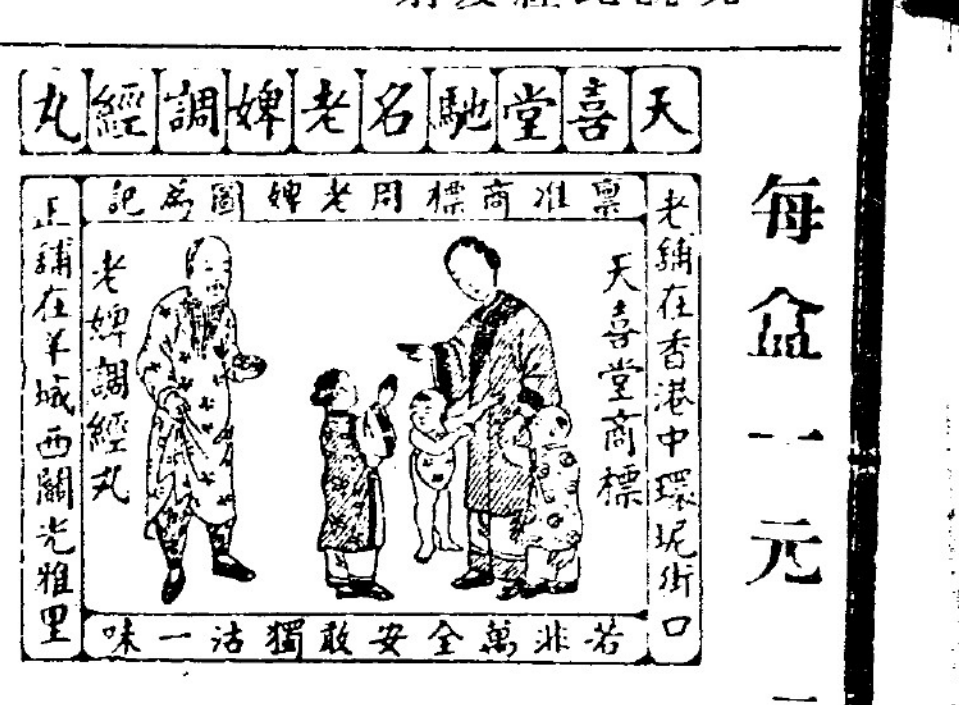 每盒一元
天喜堂馳名老婢調經丸
稟准商標周老婢圖為記
老鋪在香港中環坭街口
天喜堂商標
老婢調經丸
正鋪在羊城西關光雅里
若非萬全安敢獨沽一味